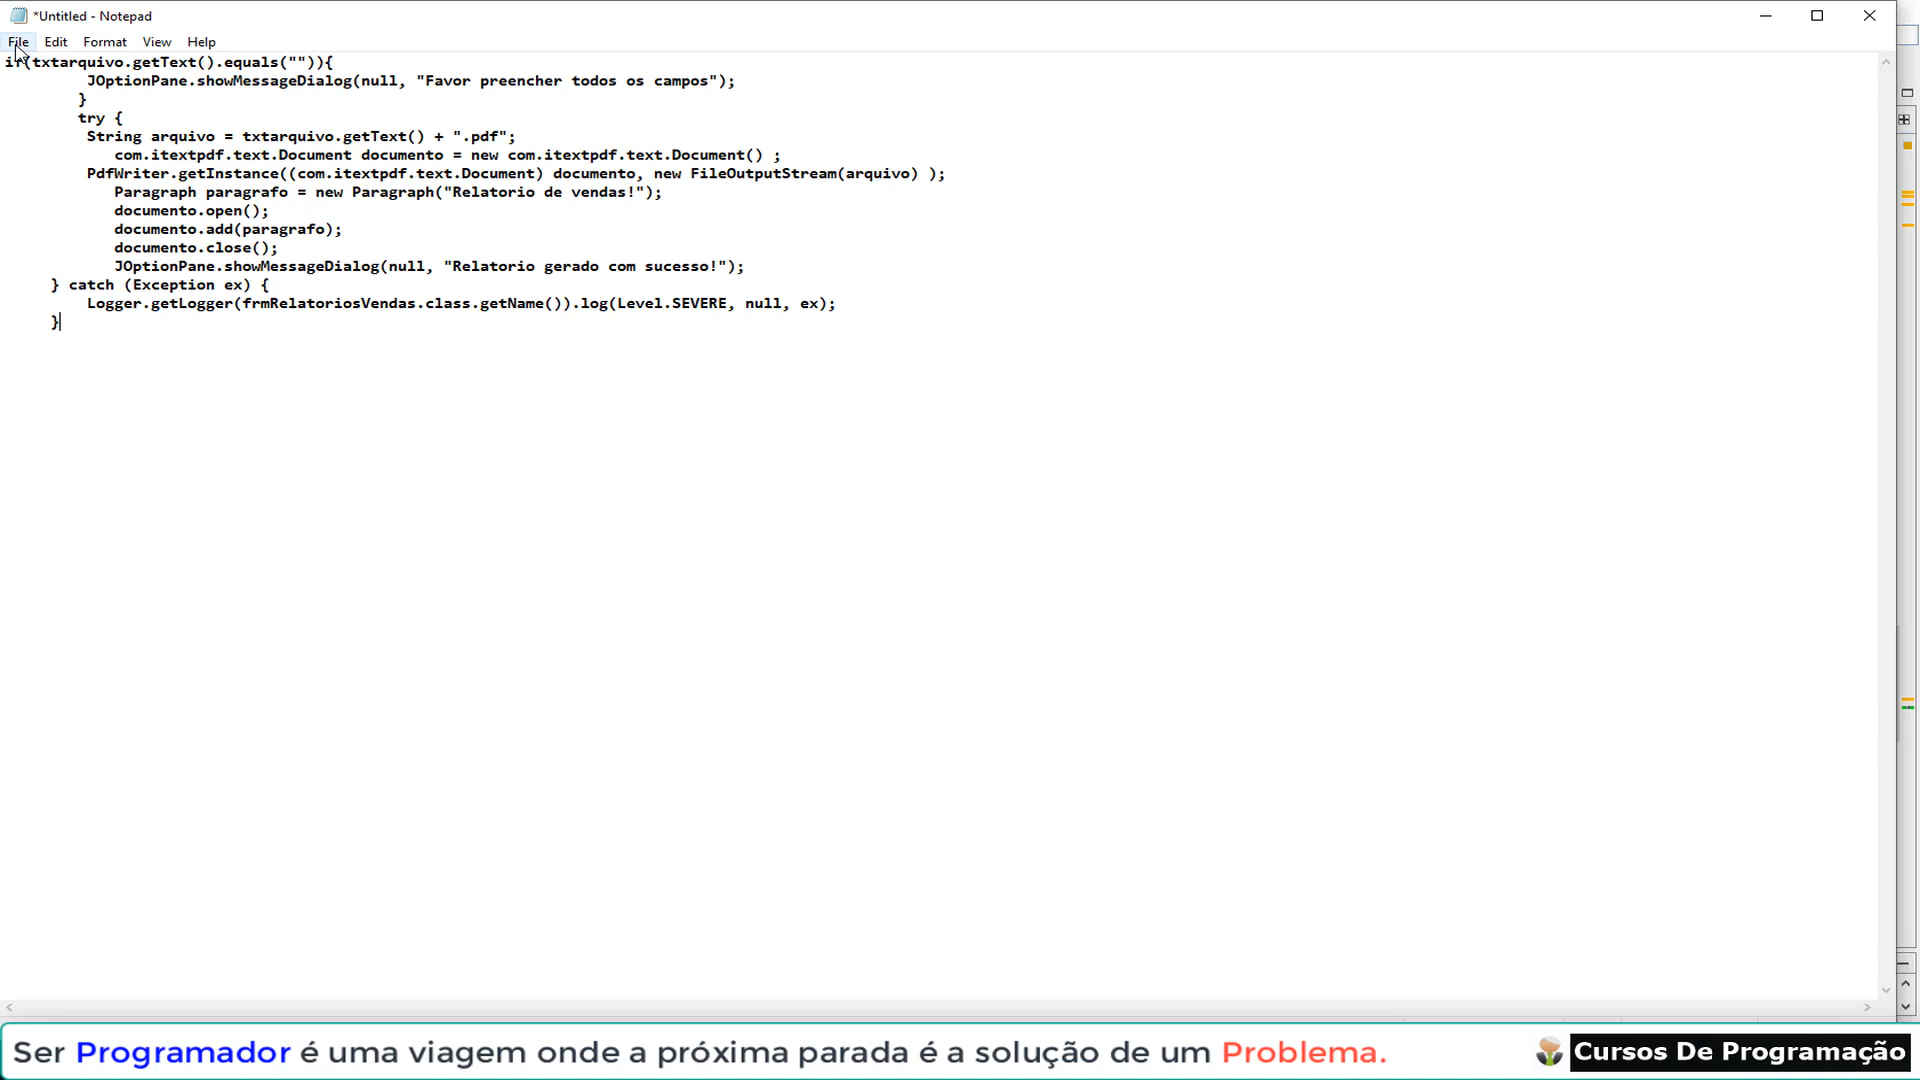 *Untitled - Notepad
File Edit Format View Help
if(txtarquivo.getText().equals("")){
JOptionPane.showMessageDialog(null, "Favor preencher todos os campos");
}
try {
String arquivo = txtarquivo.getText() + ".pdf";
com.itextpdf.text.Document documento = new com.itextpdf.text.Document() ;
PdfWriter.getInstance((com.itextpdf.text.Document) documento, new FileOutputStream(arquivo) );
Paragraph paragrafo = new Paragraph("Relatorio de vendas!");
documento.open();
documento.add(paragrafo);
documento.close();
JOptionPane.showMessageDialog(null, "Relatorio gerado com sucesso!");
} catch (Exception ex) {
Logger.getLogger(frmRelatoriosVendas.class.getName()).log(Level.SEVERE, null, ex);
}
Ser Programador é uma viagem onde a próxima parada é a solução de um Problema.
Cursos De Programação